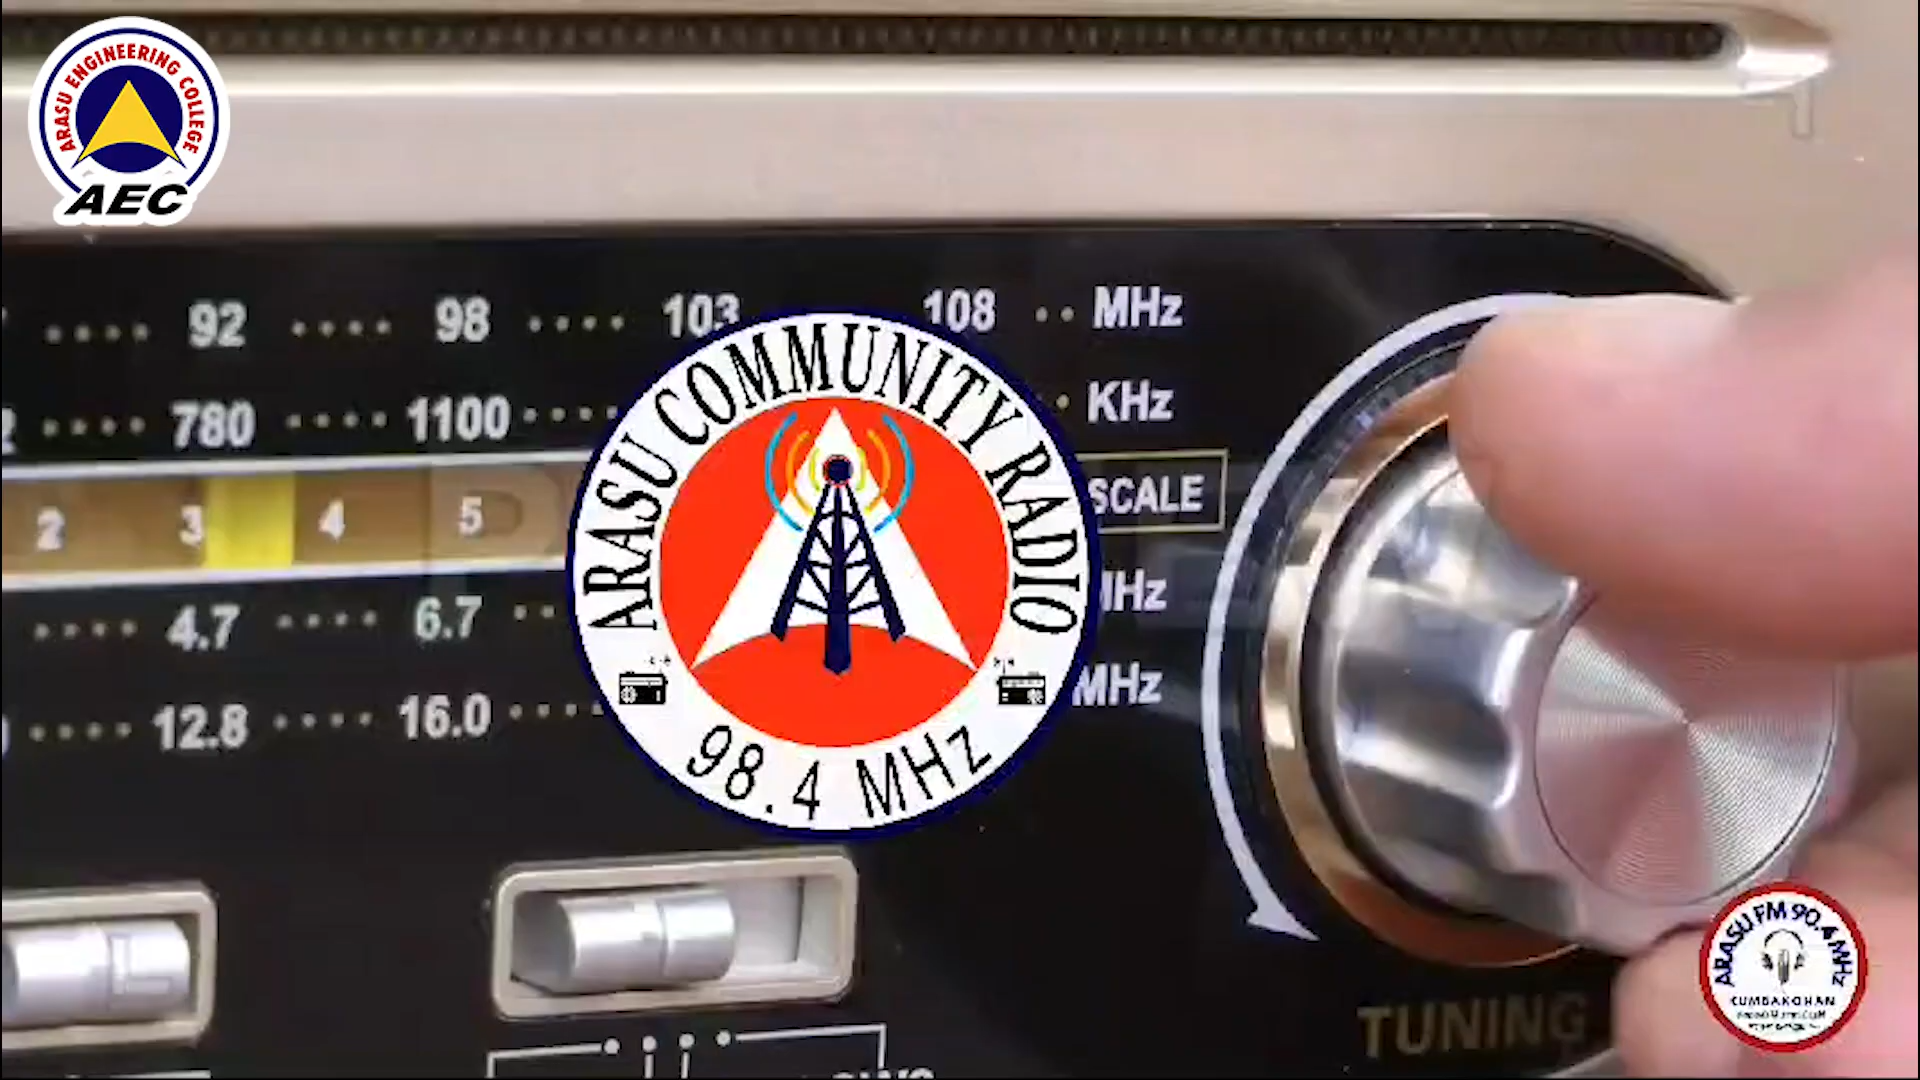 ARASU ENGINEERING COLLEGE
AEC
92 98 103 108 MHz
780 1100 KHz
2 3 4 5 SCALE
4.7 6.7
12.8 16.0 MHz
ARASU COMMUNITY RADIO
98.4 MHz
TUNING
ARASU FM 90.4 MHz